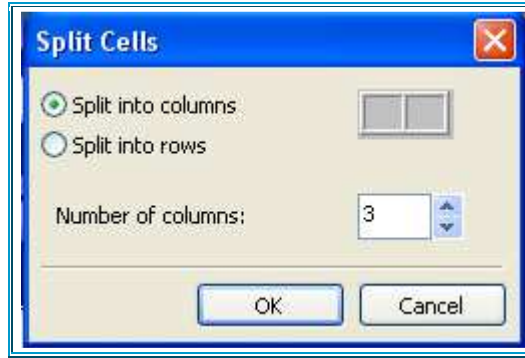 Split Cells
Split into columns
Split into rows
Number of columns:
3
OK
Cancel